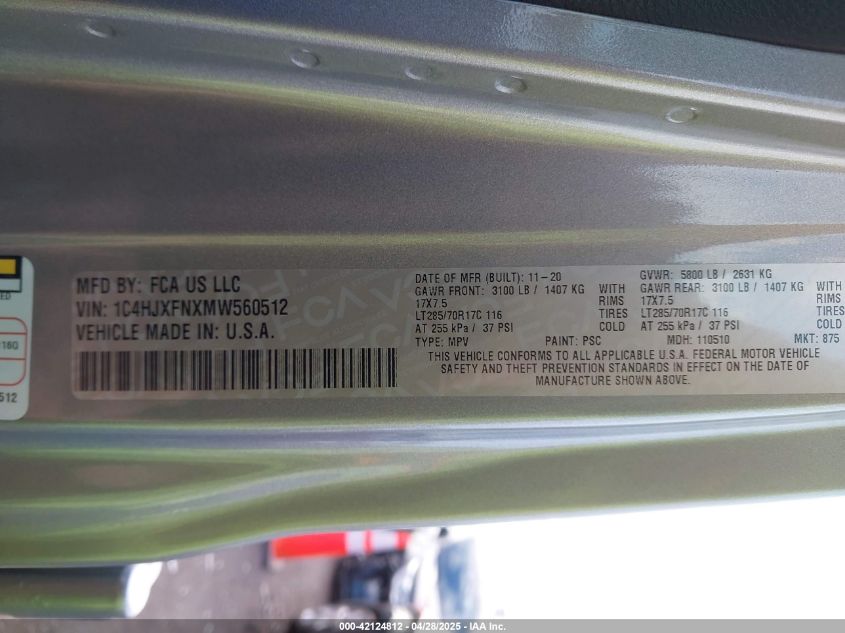 MFD BY: FCA US LLC
VIN: 1C4HJXFNXMW560512
VEHICLE MADE IN: U.S.A.
DATE OF MFR (BUILT): 11-20
GVWR: 5800 LB / 2631 KG
GAWR FRONT: 3100 LB / 1407 KG WITH
17X7.5 RIMS
LT285/70R17C 116 TIRES
AT 255 kPa / 37 PSI COLD
GAWR REAR: 3100 LB / 1407 KG WITH
17X7.5 RIMS
LT285/70R17C 116 TIRES
AT 255 kPa / 37 PSI COLD
TYPE: MPV PAINT: PSC MDH: 110510 MKT: 875
THIS VEHICLE CONFORMS TO ALL APPLICABLE U.S.A. FEDERAL MOTOR VEHICLE
SAFETY AND THEFT PREVENTION STANDARDS IN EFFECT ON THE DATE OF
MANUFACTURE SHOWN ABOVE.
160
512
000-42124812 - 04/28/2025 - IAA Inc.